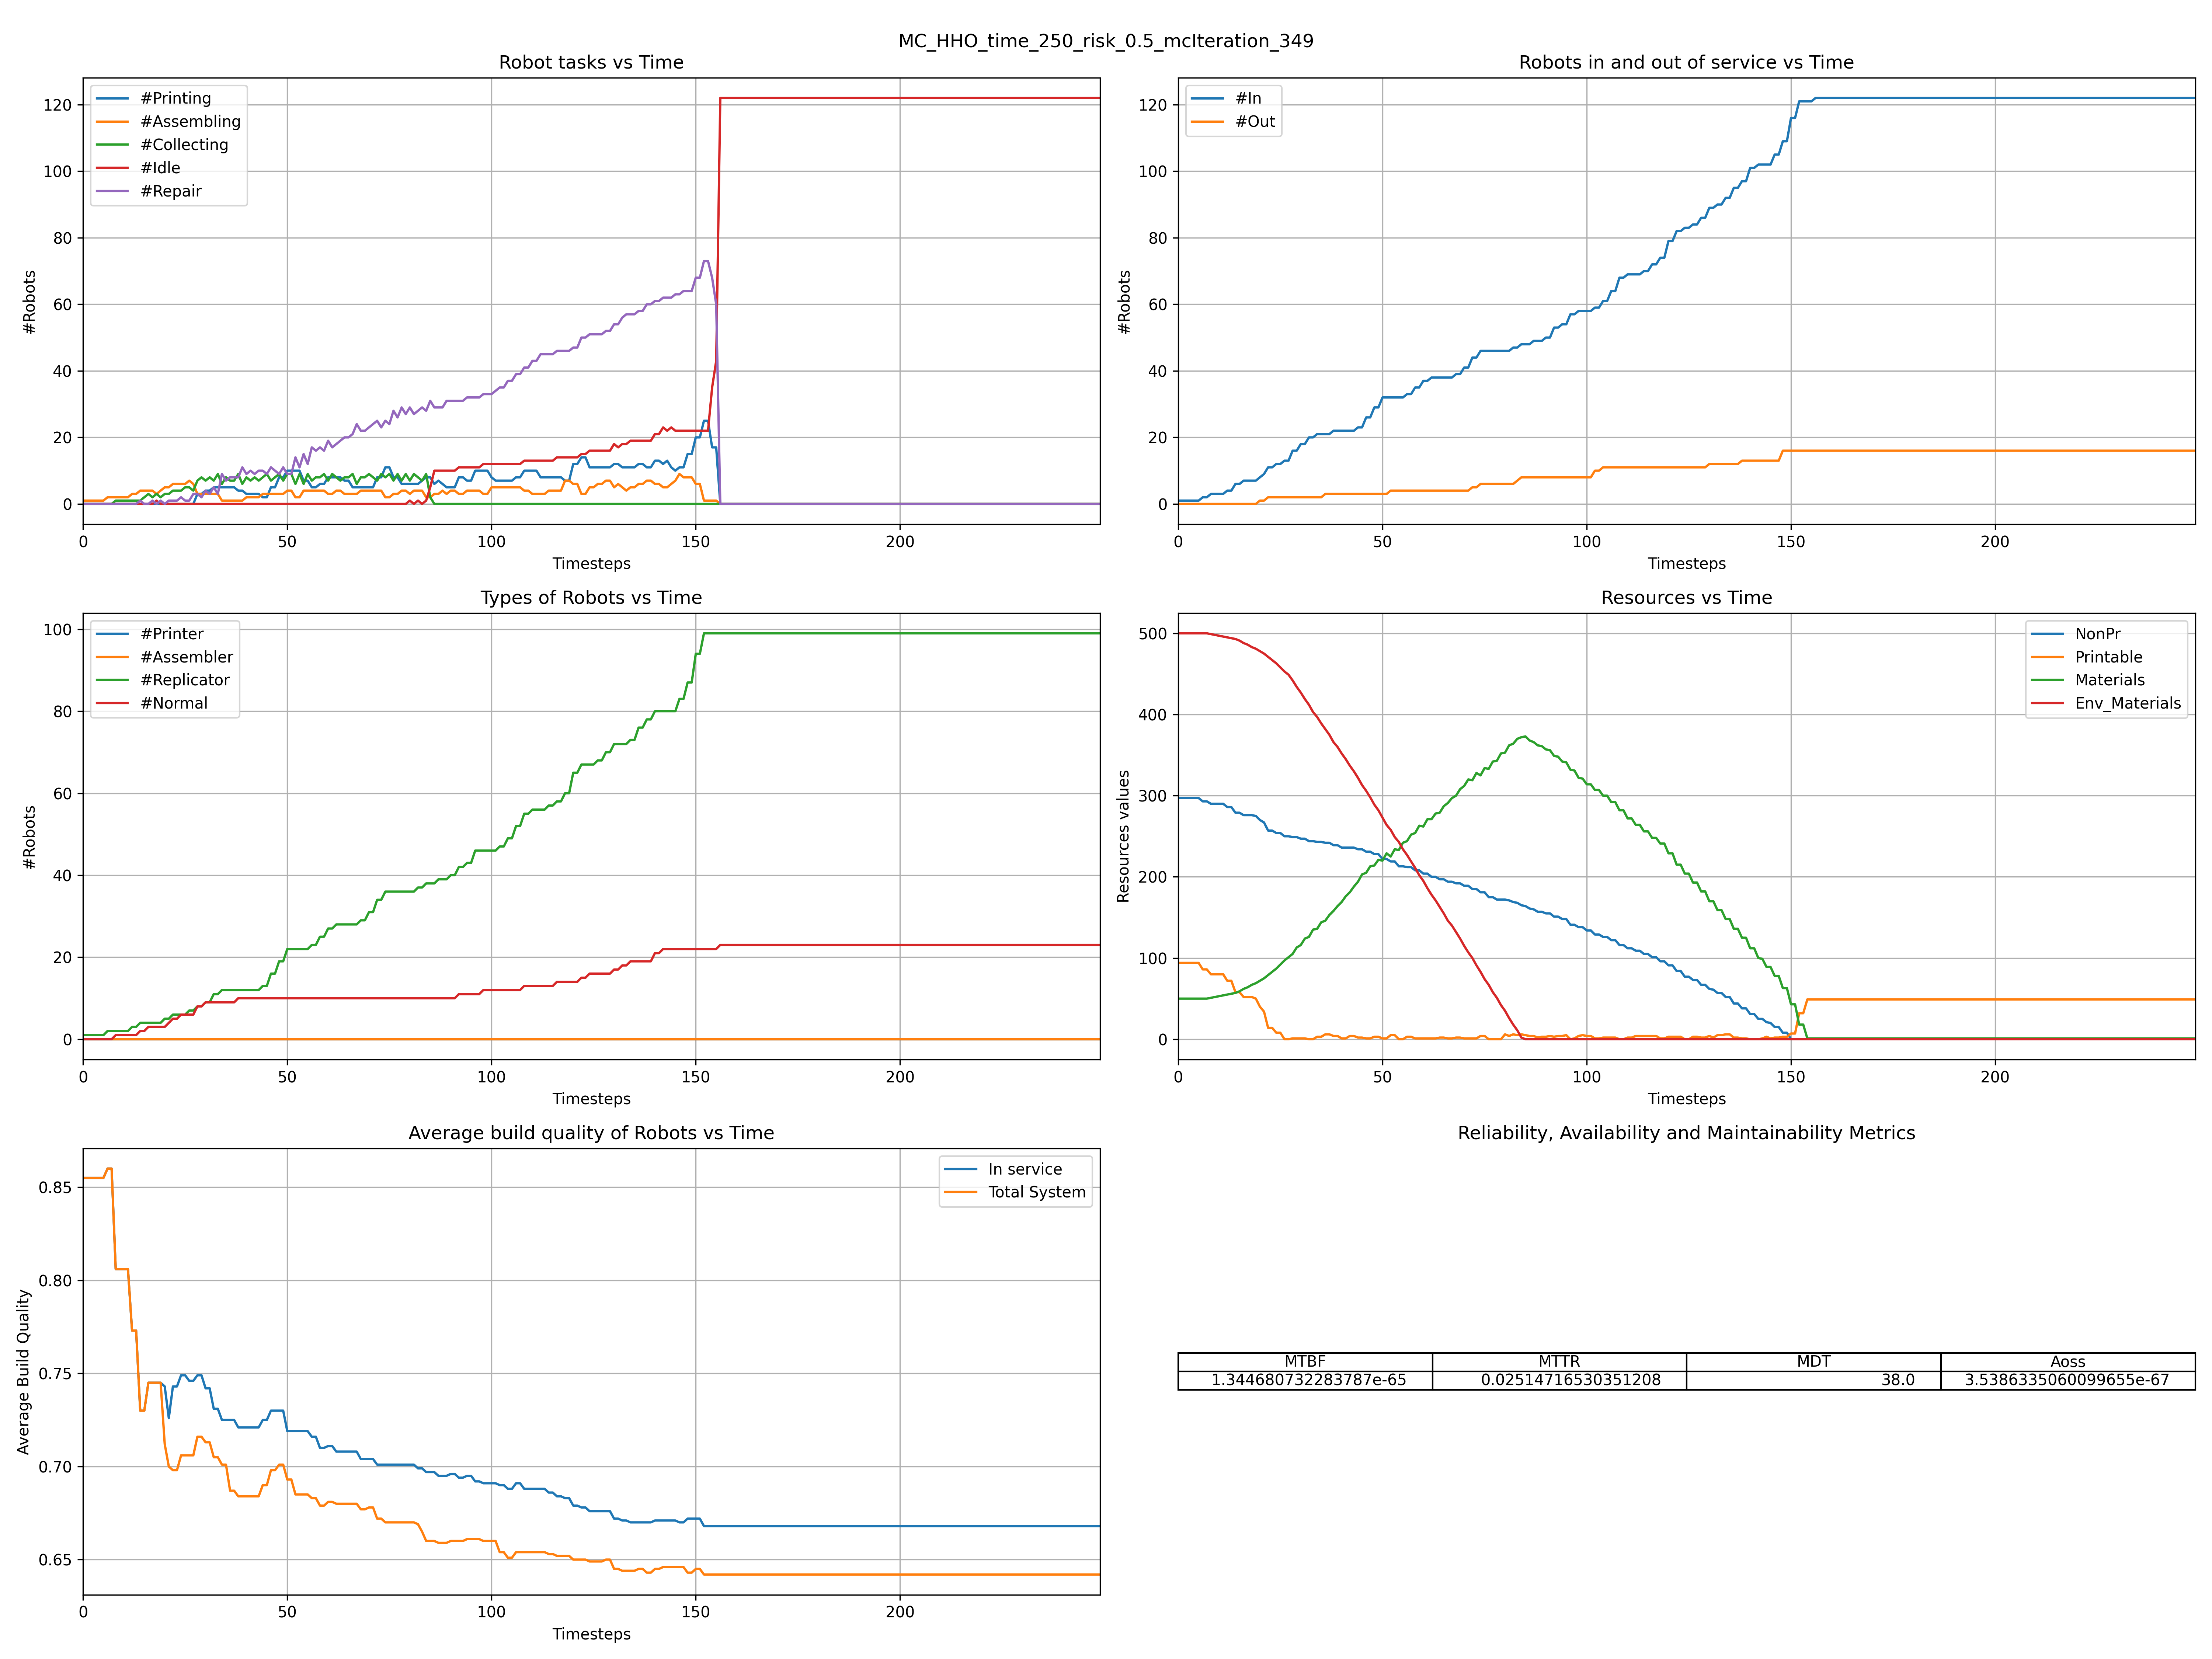 MC_HHO_time_250_risk_0.5_mcIteration_349
Robot tasks vs Time
#Printing
#Assembling
#Collecting
#Idle
#Repair
#Robots
0
20
40
60
80
100
120
0 50 100 150 200
Timesteps
Robots in and out of service vs Time
#In
#Out
#Robots
0
20
40
60
80
100
120
0 50 100 150 200
Timesteps
Types of Robots vs Time
#Printer
#Assembler
#Replicator
#Normal
#Robots
0
20
40
60
80
100
0 50 100 150 200
Timesteps
Resources vs Time
NonPr
Printable
Materials
Env_Materials
Resources values
0
100
200
300
400
500
0 50 100 150 200
Timesteps
Average build quality of Robots vs Time
In service
Total System
Average Build Quality
0.65
0.70
0.75
0.80
0.85
0 50 100 150 200
Timesteps
Reliability, Availability and Maintainability Metrics
MTBF MTTR MDT Aoss
1.344680732283787e-65 0.02514716530351208 38.0 3.5386335060099655e-67